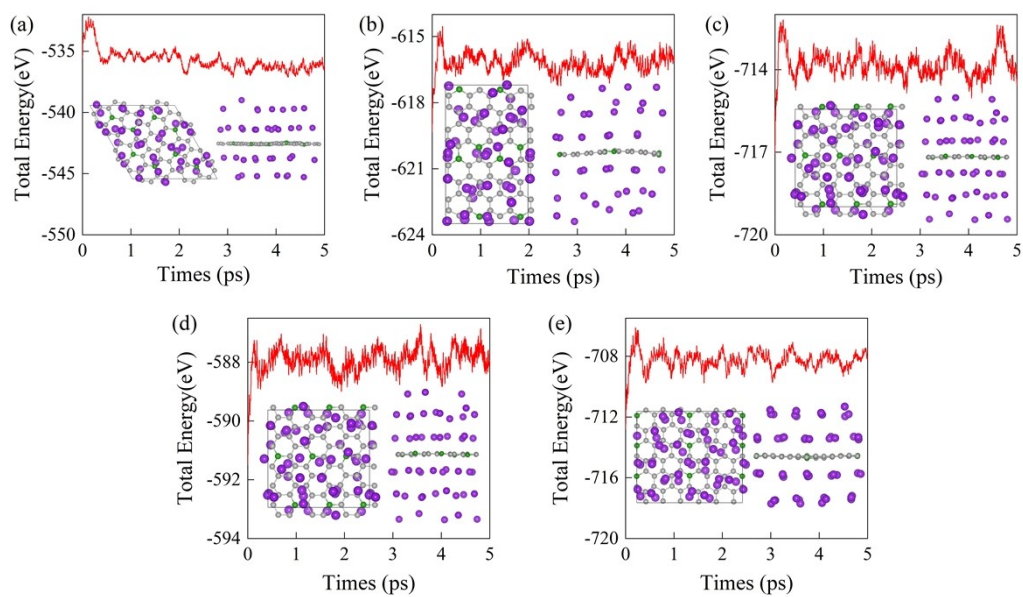 (a)
Total Energy(eV)
-535
-540
-545
-550
0 1 2 3 4 5
Times (ps)
(b)
Total Energy(eV)
-615
-618
-621
-624
0 1 2 3 4 5
Times (ps)
(c)
Total Energy(eV)
-714
-717
-720
0 1 2 3 4 5
Times (ps)
(d)
Total Energy(eV)
-588
-590
-592
-594
0 1 2 3 4 5
Times (ps)
(e)
Total Energy(eV)
-708
-712
-716
-720
0 1 2 3 4 5
Times (ps)